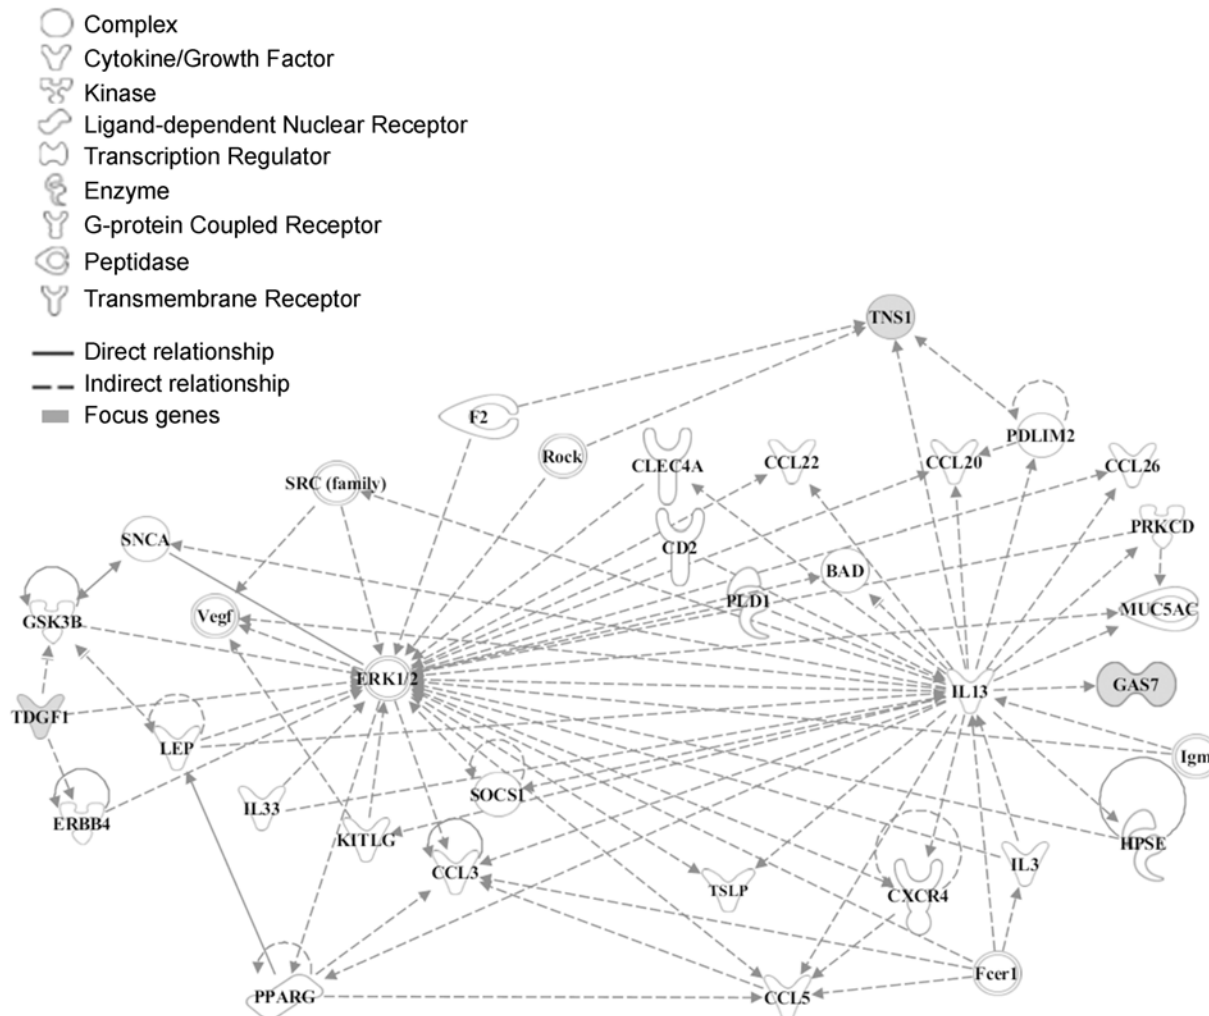 Complex
Cytokine/Growth Factor
Kinase
Ligand-dependent Nuclear Receptor
Transcription Regulator
Enzyme
G-protein Coupled Receptor
Peptidase
Transmembrane Receptor
Direct relationship
Indirect relationship
Focus genes
TNS1
F2
PDLIM2
Rock
CLEC4A
CCL22
CCL20
CCL26
SRC (family)
PRKCD
SNCA
CD2
BAD
PLD1
MUC5AC
GSK3B
Vegf
ERK1/2
IL13
GAS7
TDGF1
LEP
Igm
SOCS1
IL33
ERBB4
KITLG
HPSE
CCL3
TSLP
CXCR4
IL3
Fcer1
PPARG
CCL5